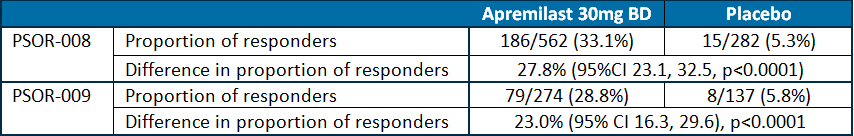 Apremilast 30mg BD Placebo
PSOR-008 Proportion of responders 186/562 (33.1%) 15/282 (5.3%)
Difference in proportion of responders 27.8% (95%CI 23.1, 32.5, p<0.0001)
PSOR-009 Proportion of responders 79/274 (28.8%) 8/137 (5.8%)
Difference in proportion of responders 23.0% (95% CI 16.3, 29.6), p<0.0001